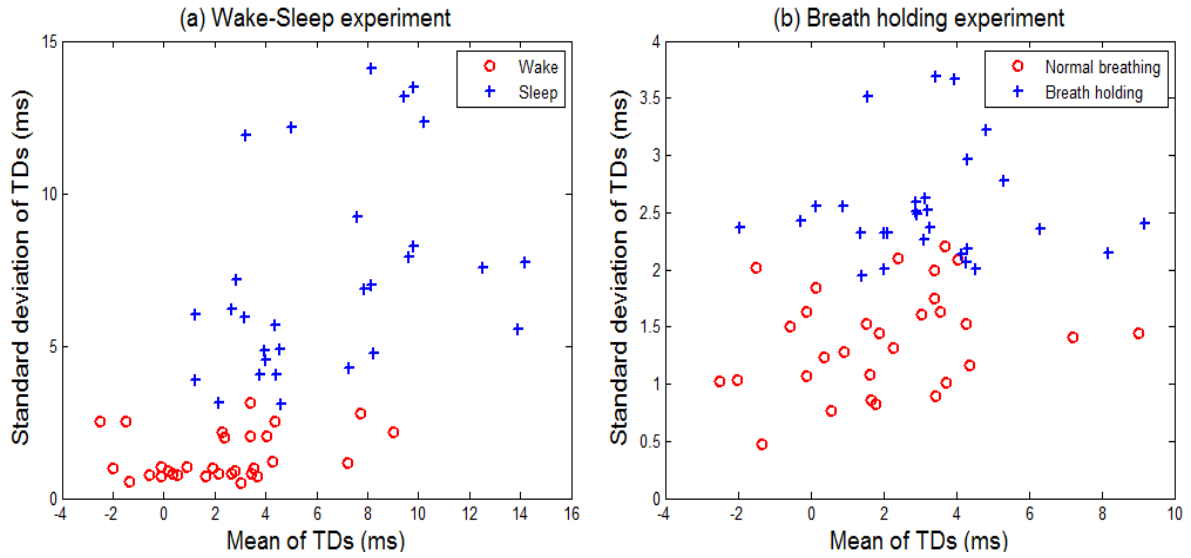 (a) Wake-Sleep experiment
Standard deviation of TDs (ms)
15
10
5
0
-4 -2 0 2 4 6 8 10 12 14 16
Mean of TDs (ms)
Wake
Sleep
(b) Breath holding experiment
Standard deviation of TDs (ms)
4
3.5
3
2.5
2
1.5
1
0.5
0
-4 -2 0 2 4 6 8 10
Mean of TDs (ms)
Normal breathing
Breath holding